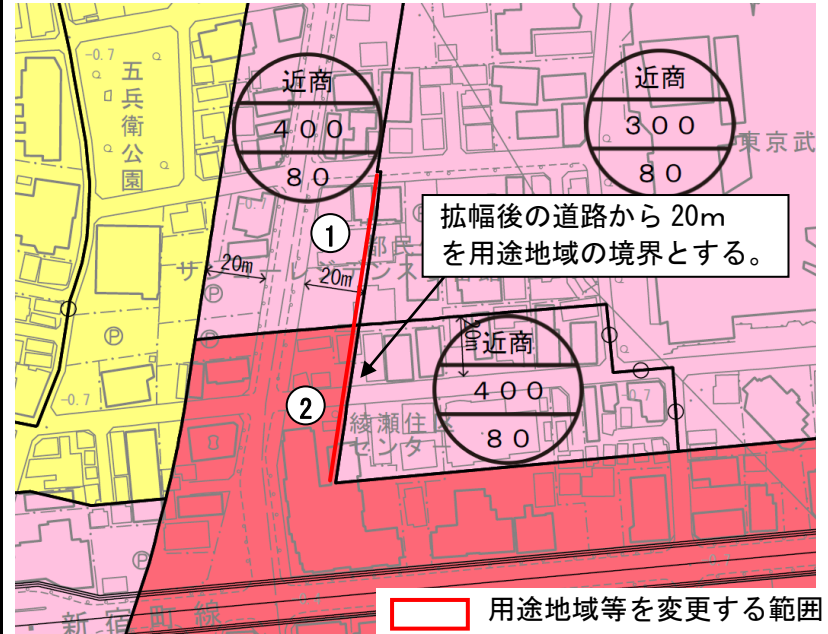 -0.7
五兵衛公園
近商
400
80
近商
300
80
東京武
①
拡幅後の道路から 20m
を用途地域の境界とする。
20m
20m
Ⓟ
Ⓟ
近商
400
80
②
綾瀬住区
センター
-0.7
Ⓟ
新宿町線
用途地域等を変更する範囲